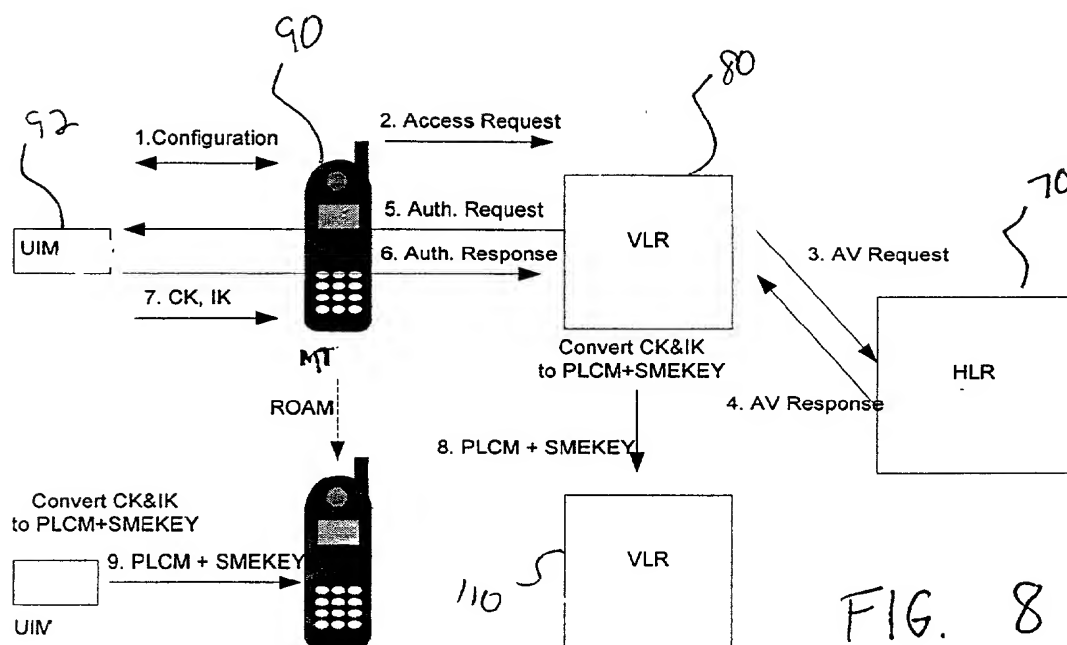 90
80
92
1.Configuration
2. Access Request
70
5. Auth. Request
UIM
VLR
6. Auth. Response
3. AV Request
7. CK, IK
MT
Convert CK&IK
to PLCM+SMEKEY
HLR
4. AV Response
ROAM
8. PLCM + SMEKEY
Convert CK&IK
to PLCM+SMEKEY
9. PLCM + SMEKEY
VLR
110
UIM
FIG. 8